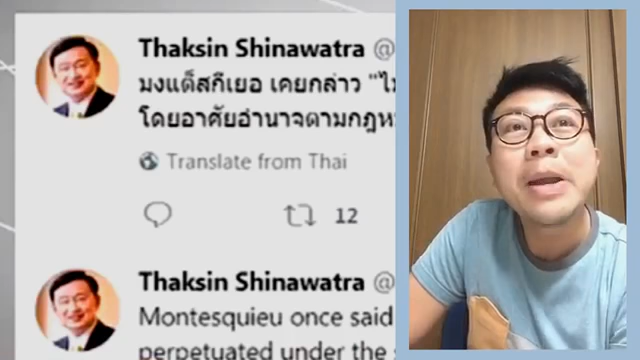 Thaksin Shinawatra @
มงแต็สกีเยอ เคยกล่าว "ไม
โดยอาศัยอำนาจตามกฎห
Translate from Thai
12
Thaksin Shinawatra @
Montesquieu once said
perpetuated under the